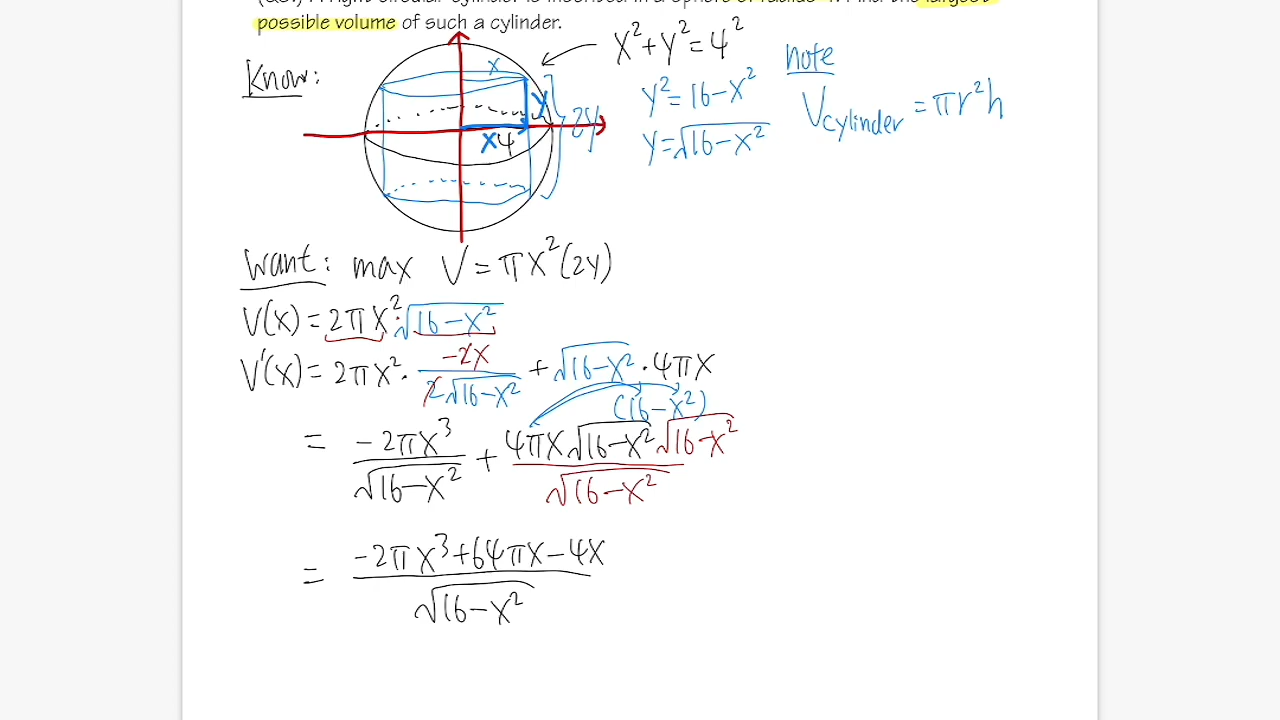 possible volume of such a cylinder.
Know:
x
y
x 4
2y
x²+y²=4²
y²=16-x²
y=√16-x²
note
Vcylinder = πr²h
Want: max V = πx²(2y)
V(x) = 2πx²·√16-x²
V'(x) = 2πx² · -2x/2√16-x² + √16-x² · 4πx
(16-x²)
= -2πx³/√16-x² + 4πx√16-x² √16-x²/√16-x²
= -2πx³+64πx-4x/√16-x²